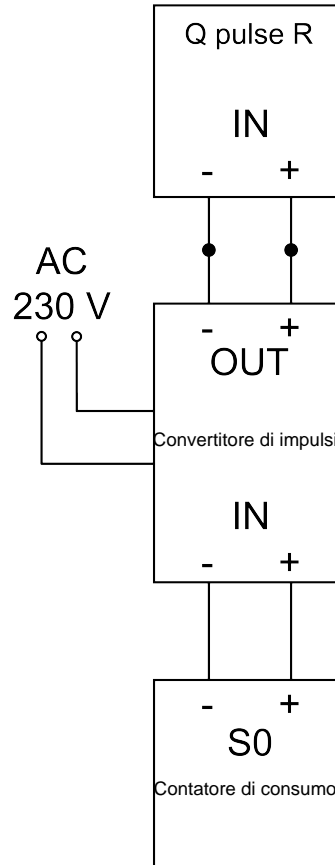 Q pulse R
IN
- +
AC
230 V
- +
OUT
Convertitore di impulsi
IN
- +
- +
S0
Contatore di consumo